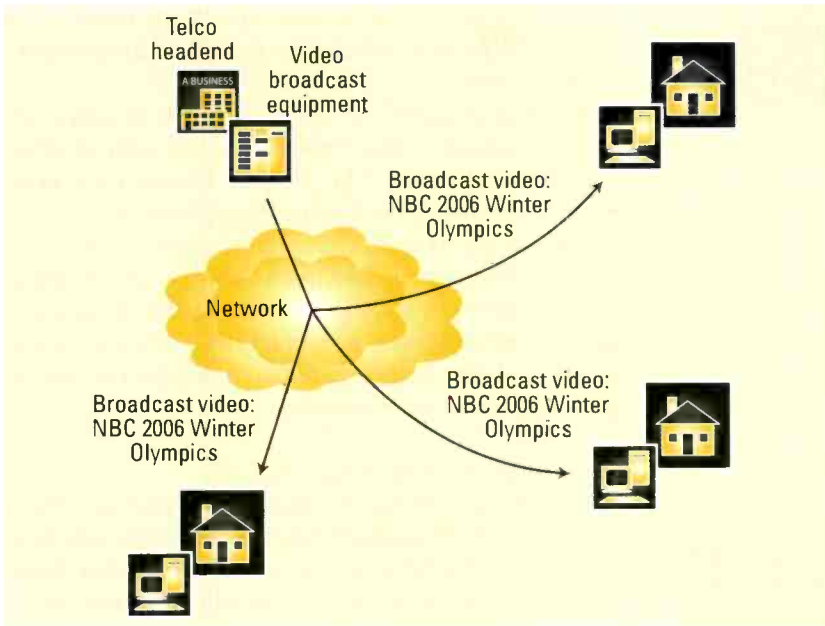 Telco
headend
Video
broadcast
equipment
A BUSINESS
Broadcast video:
NBC 2006 Winter
Olympics
Network
Broadcast video:
NBC 2006 Winter
Olympics
Broadcast video:
NBC 2006 Winter
Olympics